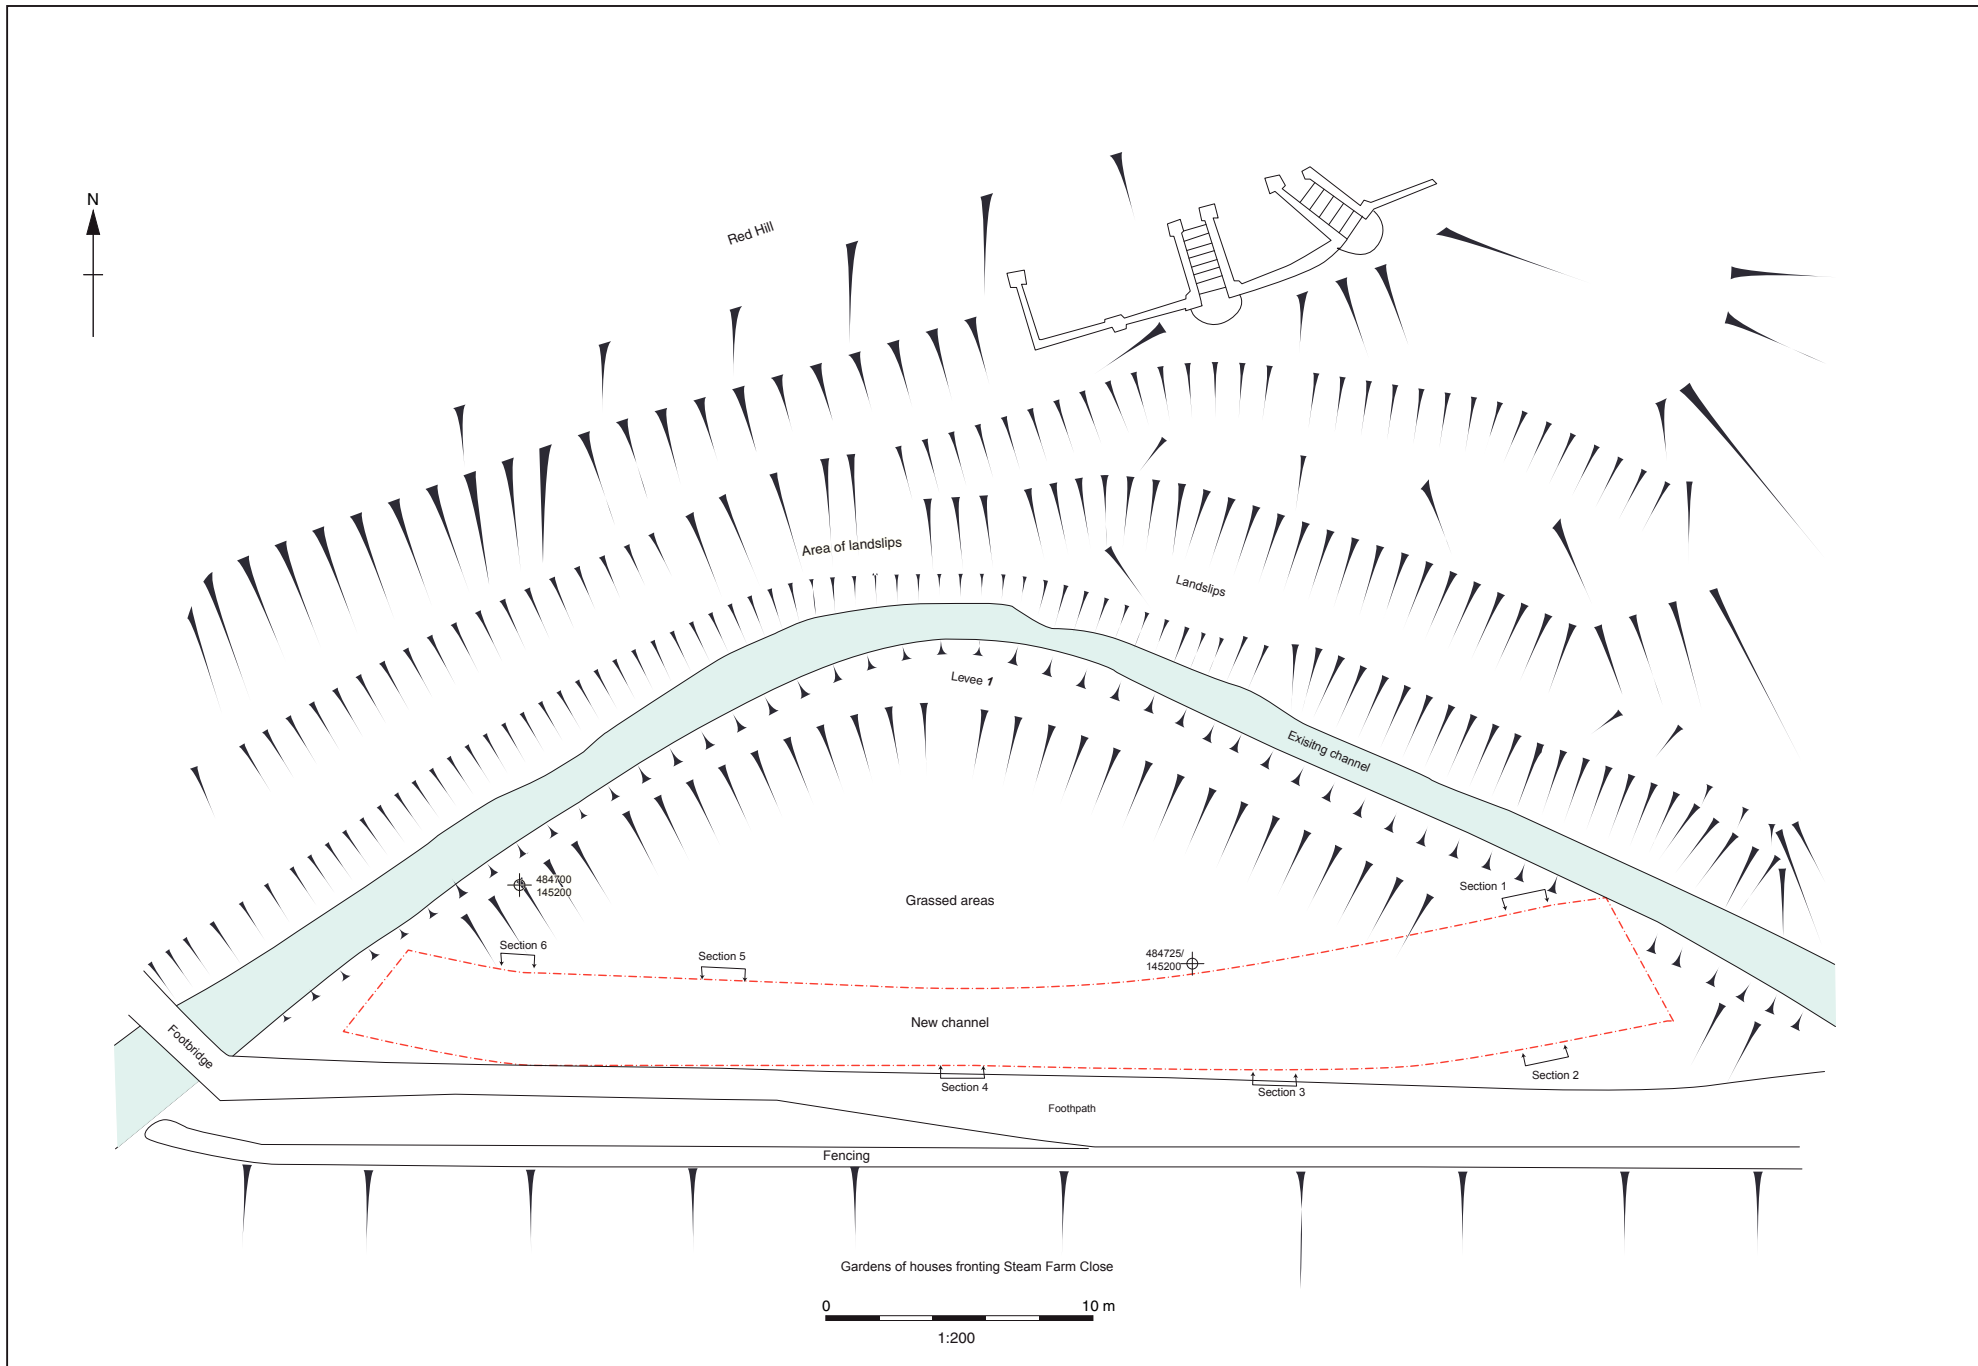 N
Red Hill
Area of landslips
Landslips
Levee 1
Exisitng channel
484700
145200
Grassed areas
Section 1
Section 6
Section 5
484725/
145200
New channel
Footbridge
Section 4
Section 3
Section 2
Foothpath
Fencing
Gardens of houses fronting Steam Farm Close
0 10 m
1:200